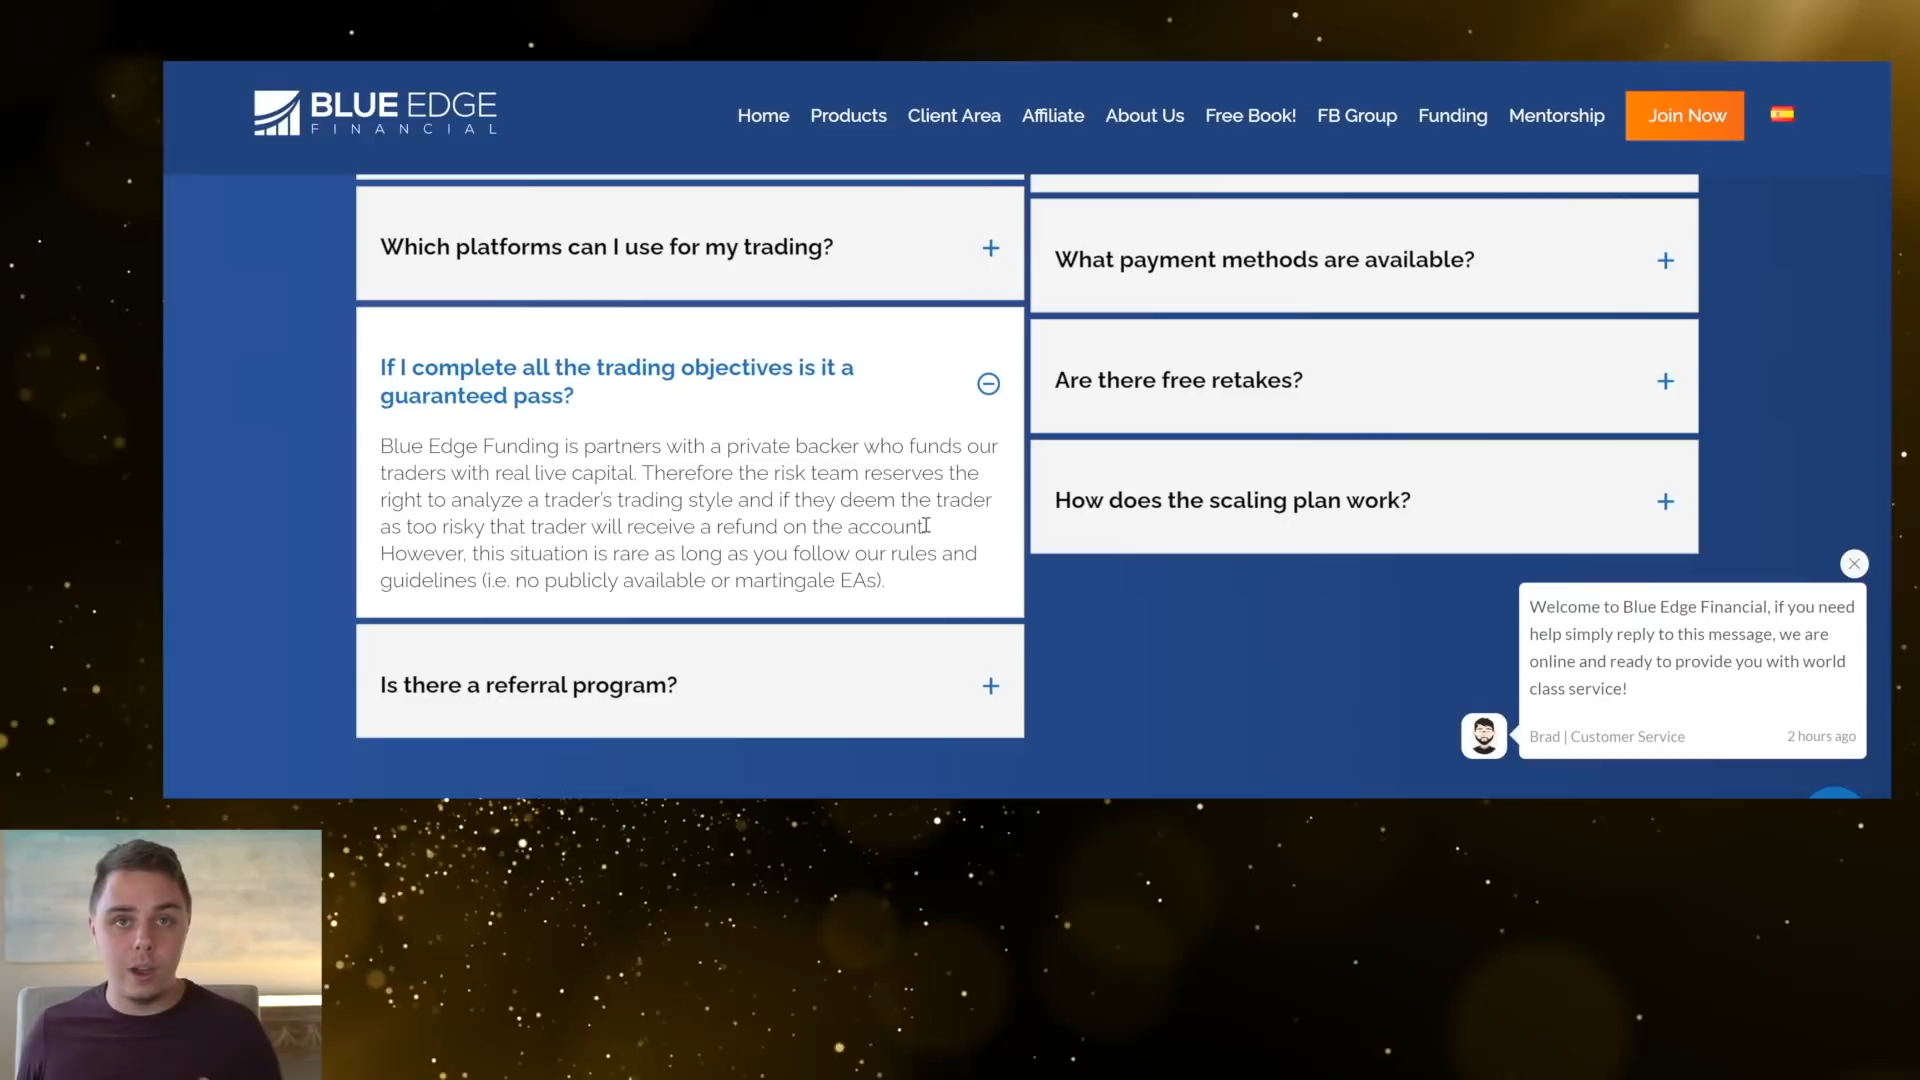 BLUE EDGE
FINANCIAL
Home
Products
Client Area
Affiliate
About Us
Free Book!
FB Group
Funding
Mentorship
Join Now
Which platforms can I use for my trading?
If I complete all the trading objectives is it a
guaranteed pass?
Blue Edge Funding is partners with a private backer who funds our
traders with real live capital. Therefore the risk team reserves the
right to analyze a trader's trading style and if they deem the trader
as too risky that trader will receive a refund on the account.
However, this situation is rare as long as you follow our rules and
guidelines (i.e. no publicly available or martingale EAs).
Is there a referral program?
What payment methods are available?
Are there free retakes?
How does the scaling plan work?
Welcome to Blue Edge Financial, if you need
help simply reply to this message, we are
online and ready to provide you with world
class service!
Brad | Customer Service
2 hours ago